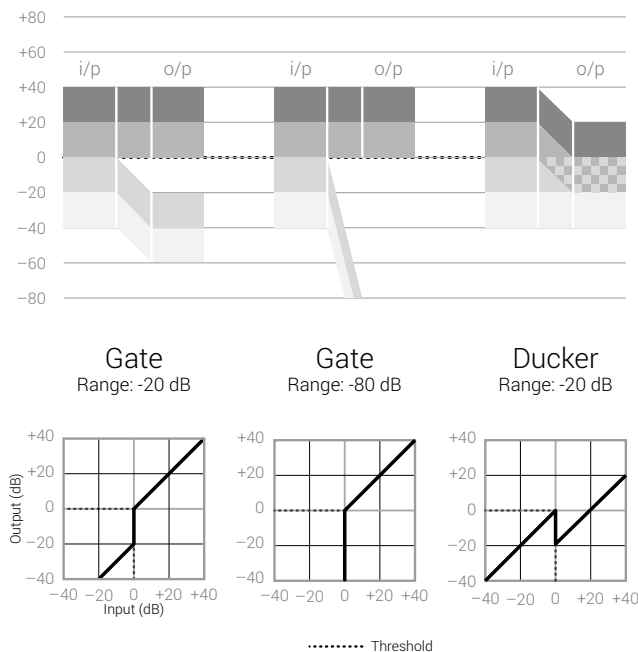 +80
+60
i/p o/p i/p o/p i/p o/p
+40
+20
0
−20
−40
−60
−80
Gate Gate Ducker
Range: -20 dB Range: -80 dB Range: -20 dB
Output (dB)
+40
+20
0
−20
−40
−40 −20 0 +20 +40
Input (dB)
+40
+20
0
−20
−40
−40 −20 0 +20 +40
+40
+20
0
−20
−40
−40 −20 0 +20 +40
Threshold